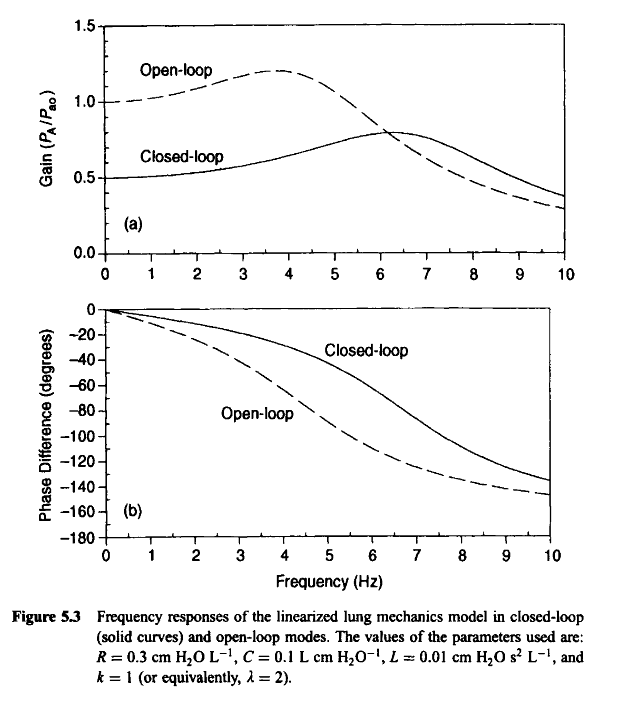 1.5
Open-loop
1.0
Gain (P_A/P_ao)
Closed-loop
0.5
(a)
0.0
0 1 2 3 4 5 6 7 8 9 10
0
-20
Closed-loop
-40
-60
Phase Difference (degrees)
-80
Open-loop
-100
-120
-140
-160
(b)
-180
0 1 2 3 4 5 6 7 8 9 10
Frequency (Hz)
Figure 5.3 Frequency responses of the linearized lung mechanics model in closed-loop
(solid curves) and open-loop modes. The values of the parameters used are:
R = 0.3 cm H₂O L⁻¹, C = 0.1 L cm H₂O⁻¹, L = 0.01 cm H₂O s² L⁻¹, and
k = 1 (or equivalently, λ = 2).